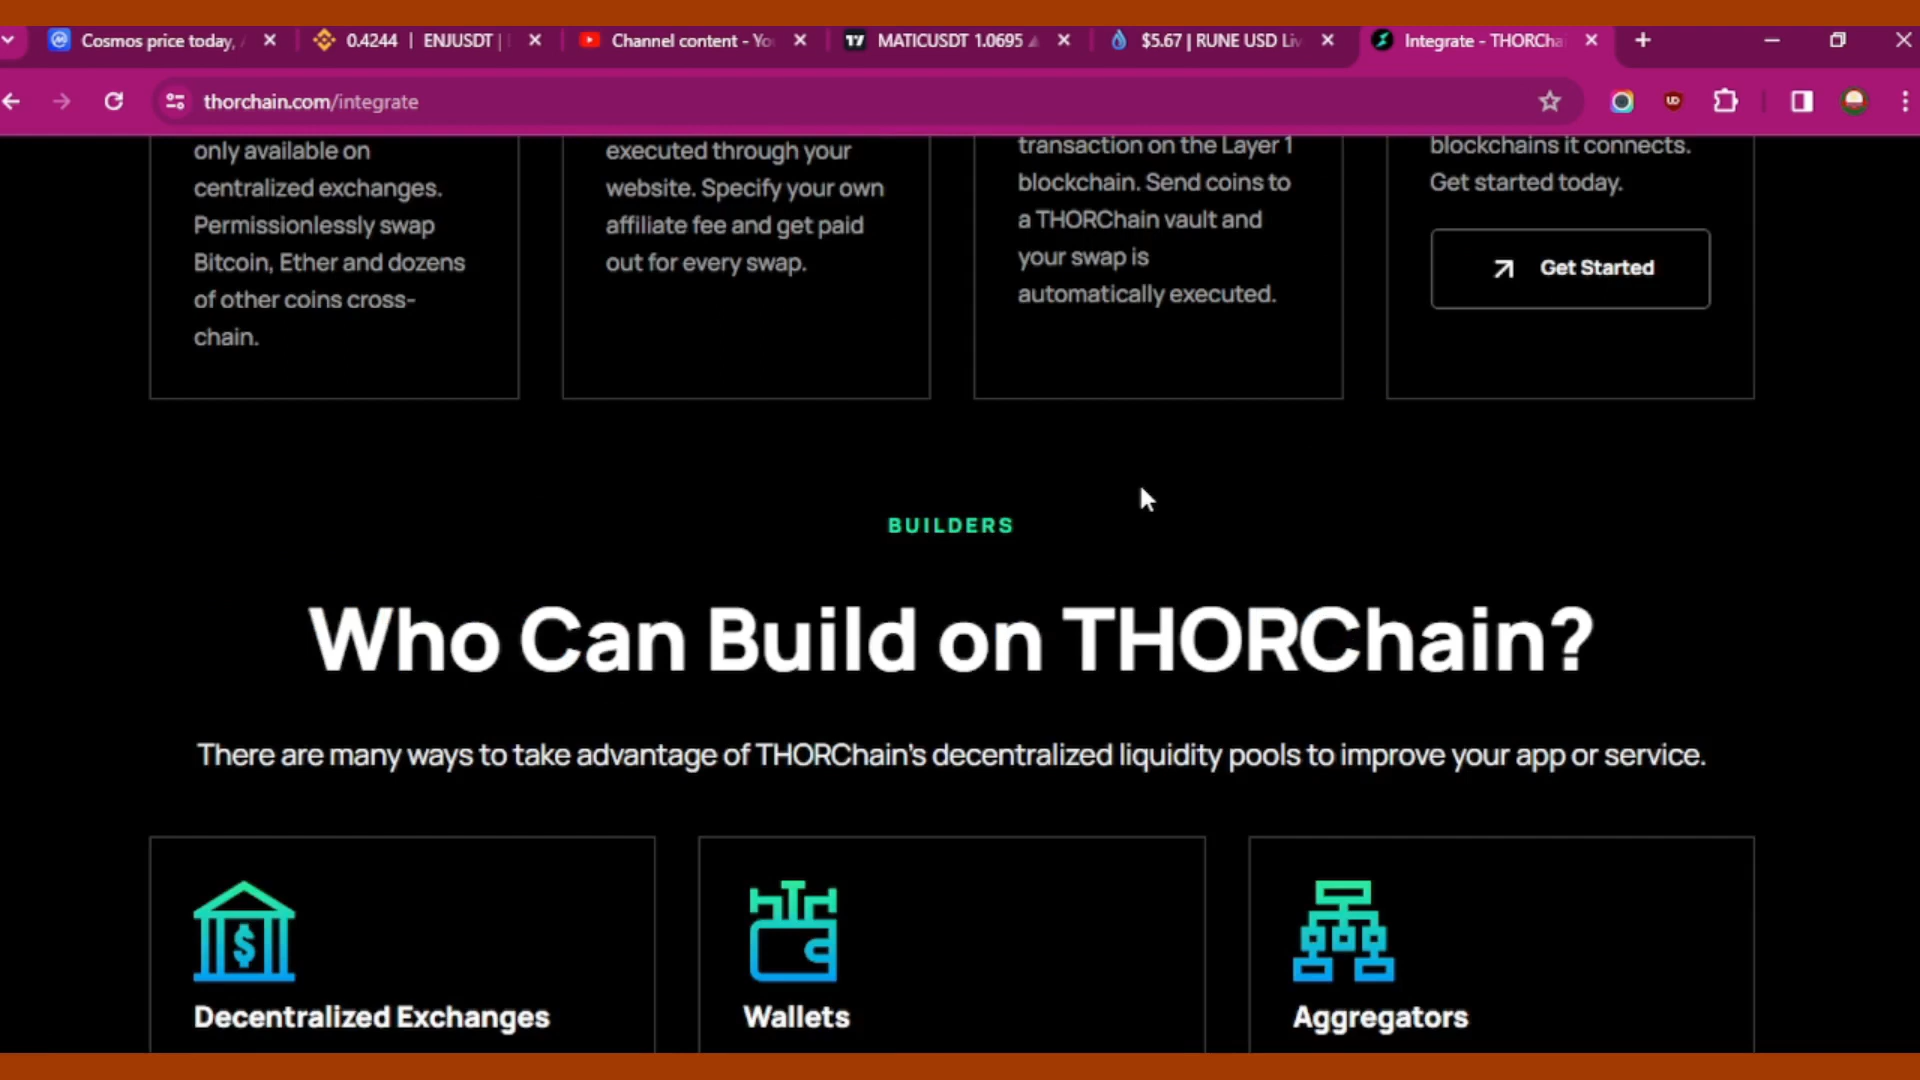 Cosmos price today, 
0.4244 | ENJUSDT |
Channel content - Yo
MATICUSDT 1.0695
$5.67 | RUNE USD Liv
Integrate - THORCha
thorchain.com/integrate
only available on
centralized exchanges.
Permissionlessly swap
Bitcoin, Ether and dozens
of other coins cross-
chain.
executed through your
website. Specify your own
affiliate fee and get paid
out for every swap.
transaction on the Layer 1
blockchain. Send coins to
a THORChain vault and
your swap is
automatically executed.
blockchains it connects.
Get started today.
Get Started
BUILDERS
Who Can Build on THORChain?
There are many ways to take advantage of THORChain's decentralized liquidity pools to improve your app or service.
Decentralized Exchanges
Wallets
Aggregators